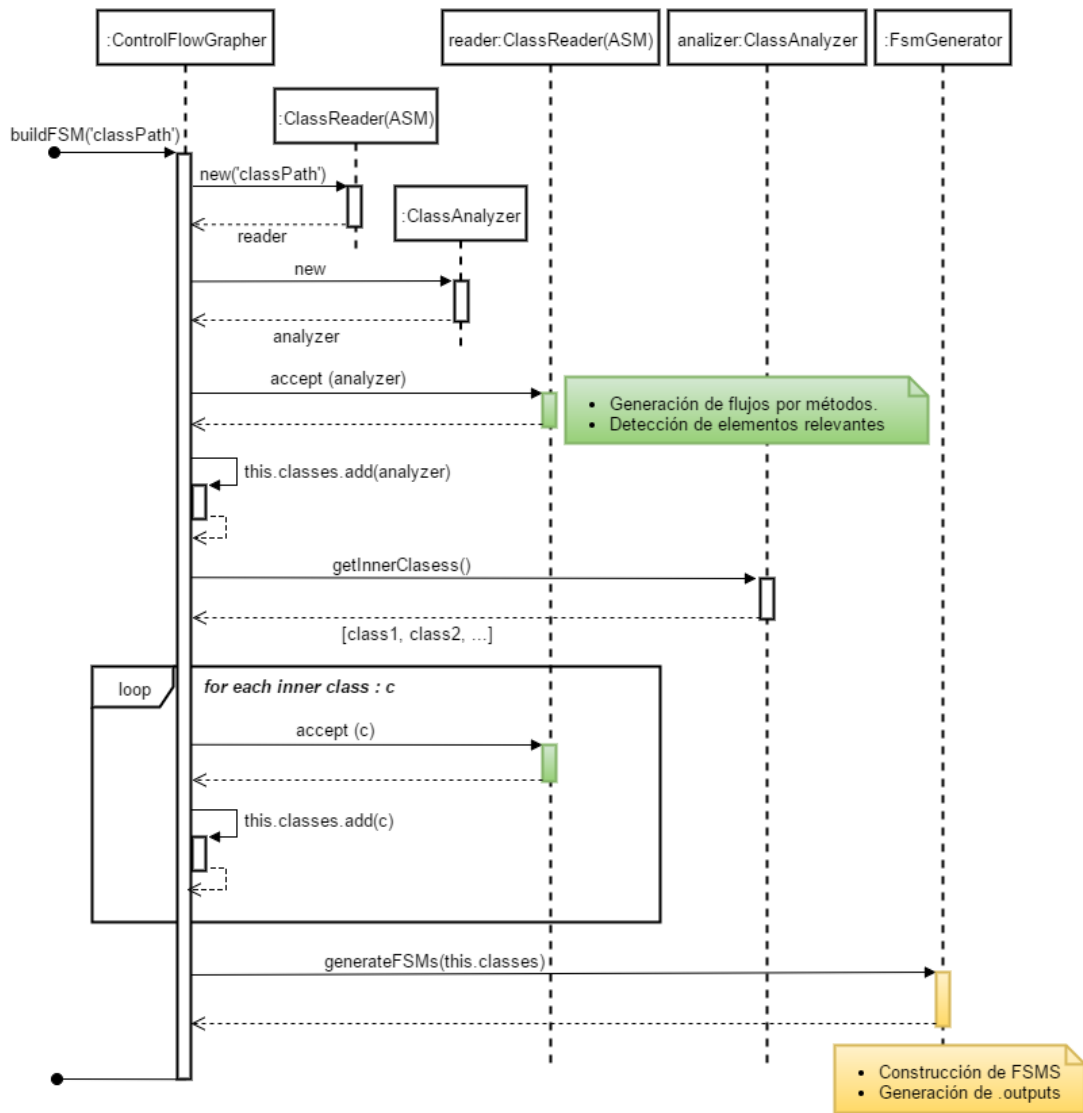 :ControlFlowGrapher
reader:ClassReader(ASM)
analizer:ClassAnalyzer
:FsmGenerator
:ClassReader(ASM)
buildFSM('classPath')
new('classPath')
:ClassAnalyzer
reader
new
analyzer
accept (analyzer)
• Generación de flujos por métodos.
• Detección de elementos relevantes
this.classes.add(analyzer)
getInnerClasess()
[class1, class2, ...]
loop
for each inner class : c
accept (c)
this.classes.add(c)
generateFSMs(this.classes)
• Construcción de FSMS
• Generación de .outputs